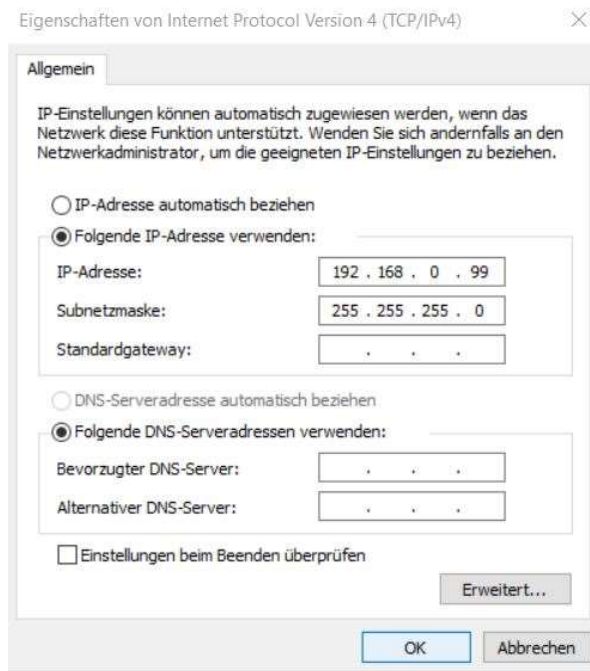 Eigenschaften von Internet Protocol Version 4 (TCP/IPv4)
Allgemein
IP-Einstellungen können automatisch zugewiesen werden, wenn das
Netzwerk diese Funktion unterstützt. Wenden Sie sich andernfalls an den
Netzwerkadministrator, um die geeigneten IP-Einstellungen zu beziehen.
IP-Adresse automatisch beziehen
Folgende IP-Adresse verwenden:
IP-Adresse: 192 . 168 . 0 . 99
Subnetzmaske: 255 . 255 . 255 . 0
Standardgateway: . . .
DNS-Serveradresse automatisch beziehen
Folgende DNS-Serveradressen verwenden:
Bevorzugter DNS-Server: . . .
Alternativer DNS-Server: . . .
Einstellungen beim Beenden überprüfen
Erweitert...
OK Abbrechen